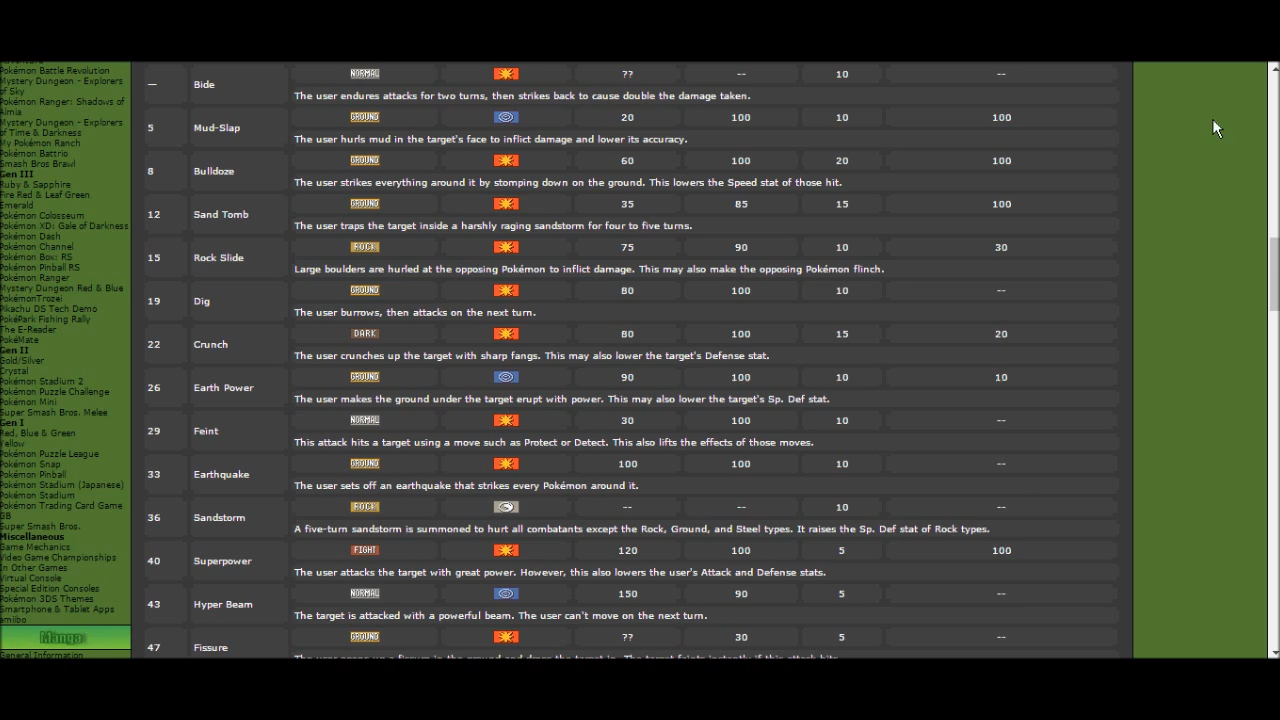 Pokémon Battle Revolution
Mystery Dungeon - Explorers
of Sky
Pokémon Ranger: Shadows of
Almia
Mystery Dungeon - Explorers
of Time & Darkness
My Pokémon Ranch
Pokémon Battrio
Smash Bros Brawl
Gen III
Ruby & Sapphire
Fire Red & Leaf Green
Emerald
Pokémon Colosseum
Pokémon XD: Gale of Darkness
Pokémon Dash
Pokémon Channel
Pokémon Box: RS
Pokémon Pinball RS
Pokémon Ranger
Mystery Dungeon Red & Blue
PokémonTrozei
Pikachu DS Tech Demo
PokéPark Fishing Rally
The E-Reader
PokéMate
Gen II
Gold/Silver
Crystal
Pokémon Stadium 2
Pokémon Puzzle Challenge
Pokémon Mini
Super Smash Bros. Melee
Gen I
Red, Blue & Green
Yellow
Pokémon Puzzle League
Pokémon Snap
Pokémon Pinball
Pokémon Stadium (Japanese)
Pokémon Stadium
Pokémon Trading Card Game
GB
Super Smash Bros.
Miscellaneous
Game Mechanics
Video Game Championships
In Other Games
Virtual Console
Special Edition Consoles
Pokémon 3DS Themes
Smartphone & Tablet Apps
amiibo
Manga
General Information
— Bide NORMAL ?? -- 10 --
The user endures attacks for two turns, then strikes back to cause double the damage taken.
5 Mud-Slap GROUND 20 100 10 100
The user hurls mud in the target's face to inflict damage and lower its accuracy.
8 Bulldoze GROUND 60 100 20 100
The user strikes everything around it by stomping down on the ground. This lowers the Speed stat of those hit.
12 Sand Tomb GROUND 35 85 15 100
The user traps the target inside a harshly raging sandstorm for four to five turns.
15 Rock Slide ROCK 75 90 10 30
Large boulders are hurled at the opposing Pokémon to inflict damage. This may also make the opposing Pokémon flinch.
19 Dig GROUND 80 100 10 --
The user burrows, then attacks on the next turn.
22 Crunch DARK 80 100 15 20
The user crunches up the target with sharp fangs. This may also lower the target's Defense stat.
26 Earth Power GROUND 90 100 10 10
The user makes the ground under the target erupt with power. This may also lower the target's Sp. Def stat.
29 Feint NORMAL 30 100 10 --
This attack hits a target using a move such as Protect or Detect. This also lifts the effects of those moves.
33 Earthquake GROUND 100 100 10 --
The user sets off an earthquake that strikes every Pokémon around it.
36 Sandstorm ROCK -- -- 10 --
A five-turn sandstorm is summoned to hurt all combatants except the Rock, Ground, and Steel types. It raises the Sp. Def stat of Rock types.
40 Superpower FIGHT 120 100 5 100
The user attacks the target with great power. However, this also lowers the user's Attack and Defense stats.
43 Hyper Beam NORMAL 150 90 5 --
The target is attacked with a powerful beam. The user can't move on the next turn.
47 Fissure GROUND ?? 30 5 --